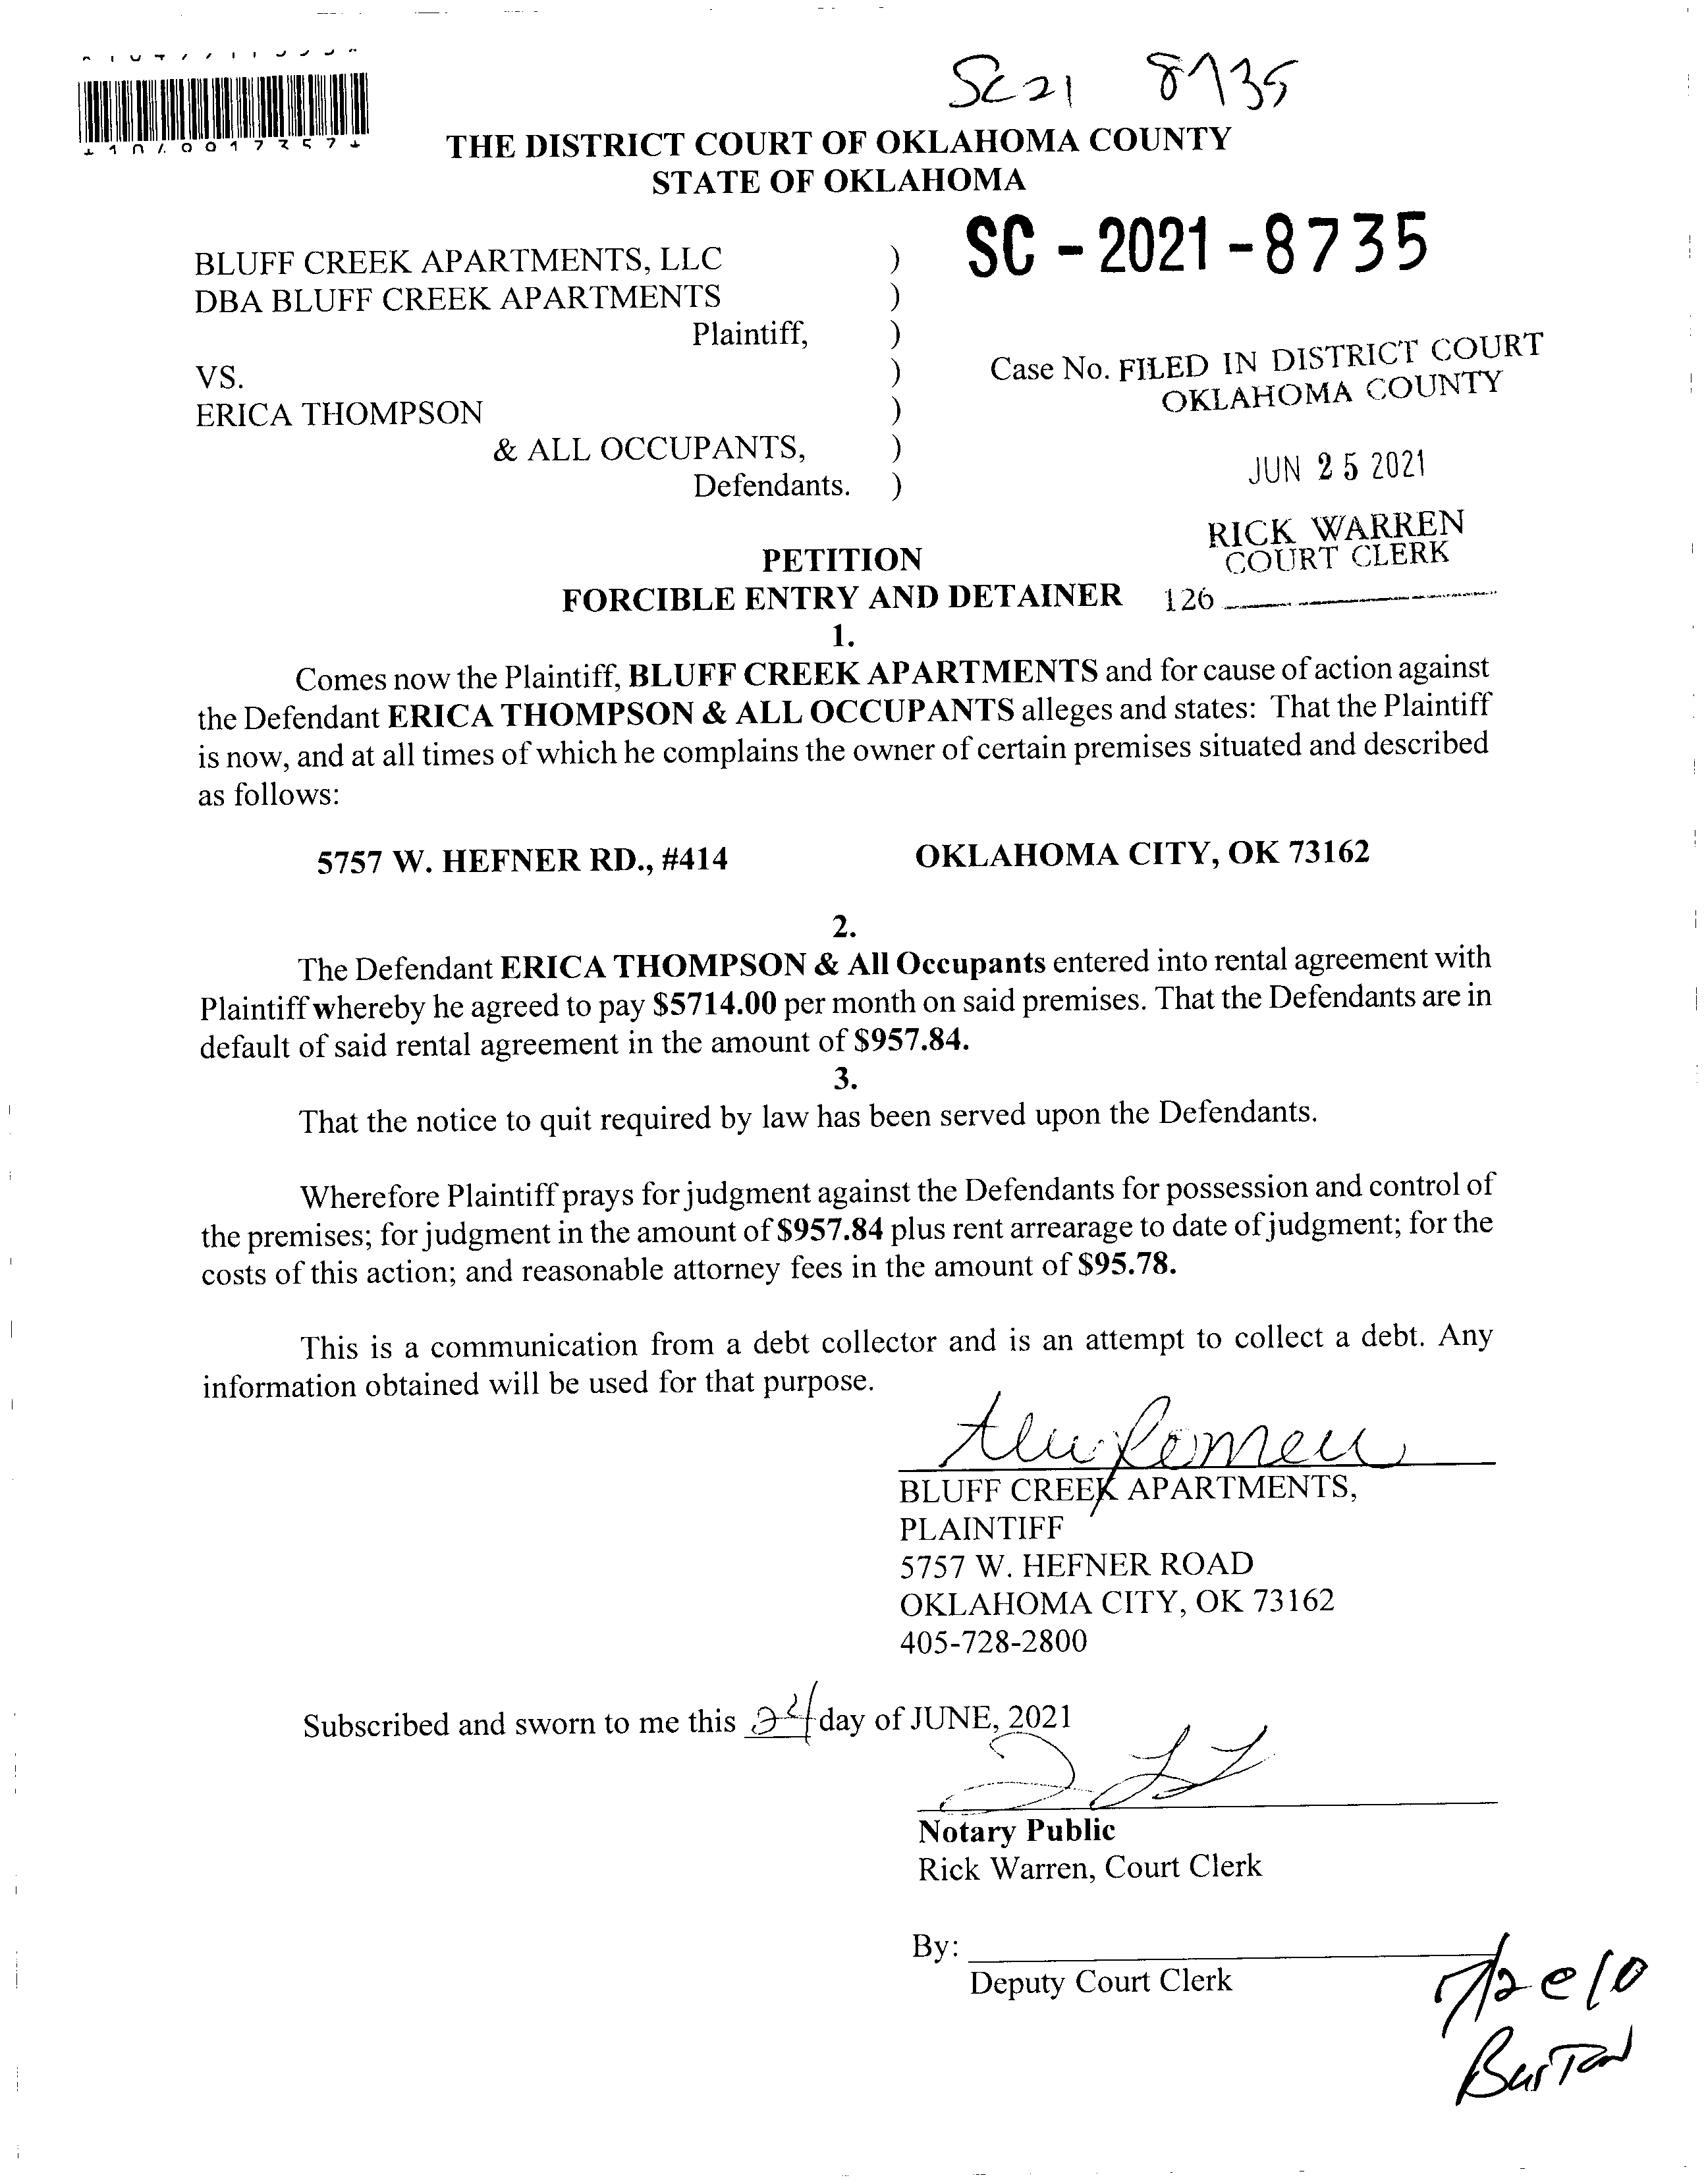 SC21 8735
THE DISTRICT COURT OF OKLAHOMA COUNTY
STATE OF OKLAHOMA
SC - 2021 - 8735
BLUFF CREEK APARTMENTS, LLC )
DBA BLUFF CREEK APARTMENTS )
Plaintiff, )
VS. )
ERICA THOMPSON )
& ALL OCCUPANTS, )
Defendants. )
Case No. FILED IN DISTRICT COURT
OKLAHOMA COUNTY
JUN 25 2021
RICK WARREN
COURT CLERK
126
PETITION
FORCIBLE ENTRY AND DETAINER
1.
Comes now the Plaintiff, BLUFF CREEK APARTMENTS and for cause of action against
the Defendant ERICA THOMPSON & ALL OCCUPANTS alleges and states: That the Plaintiff
is now, and at all times of which he complains the owner of certain premises situated and described
as follows:
5757 W. HEFNER RD., #414 OKLAHOMA CITY, OK 73162
2.
The Defendant ERICA THOMPSON & All Occupants entered into rental agreement with
Plaintiff whereby he agreed to pay $5714.00 per month on said premises. That the Defendants are in
default of said rental agreement in the amount of $957.84.
3.
That the notice to quit required by law has been served upon the Defendants.
Wherefore Plaintiff prays for judgment against the Defendants for possession and control of
the premises; for judgment in the amount of $957.84 plus rent arrearage to date of judgment; for the
costs of this action; and reasonable attorney fees in the amount of $95.78.
This is a communication from a debt collector and is an attempt to collect a debt. Any
information obtained will be used for that purpose.
BLUFF CREEK APARTMENTS,
PLAINTIFF
5757 W. HEFNER ROAD
OKLAHOMA CITY, OK 73162
405-728-2800
Subscribed and sworn to me this 24 day of JUNE, 2021
Notary Public
Rick Warren, Court Clerk
By:
Deputy Court Clerk
7/2 @ 10
Burton